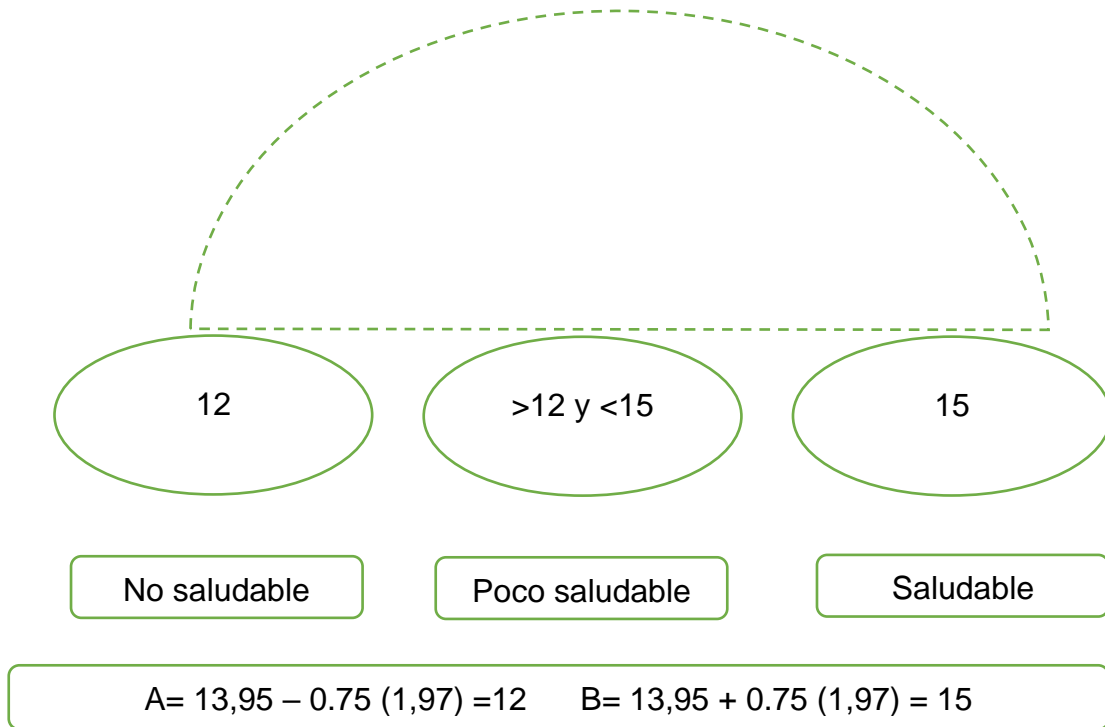 12 >12 y <15 15
No saludable Poco saludable Saludable
A= 13,95 – 0.75 (1,97) =12 B= 13,95 + 0.75 (1,97) = 15